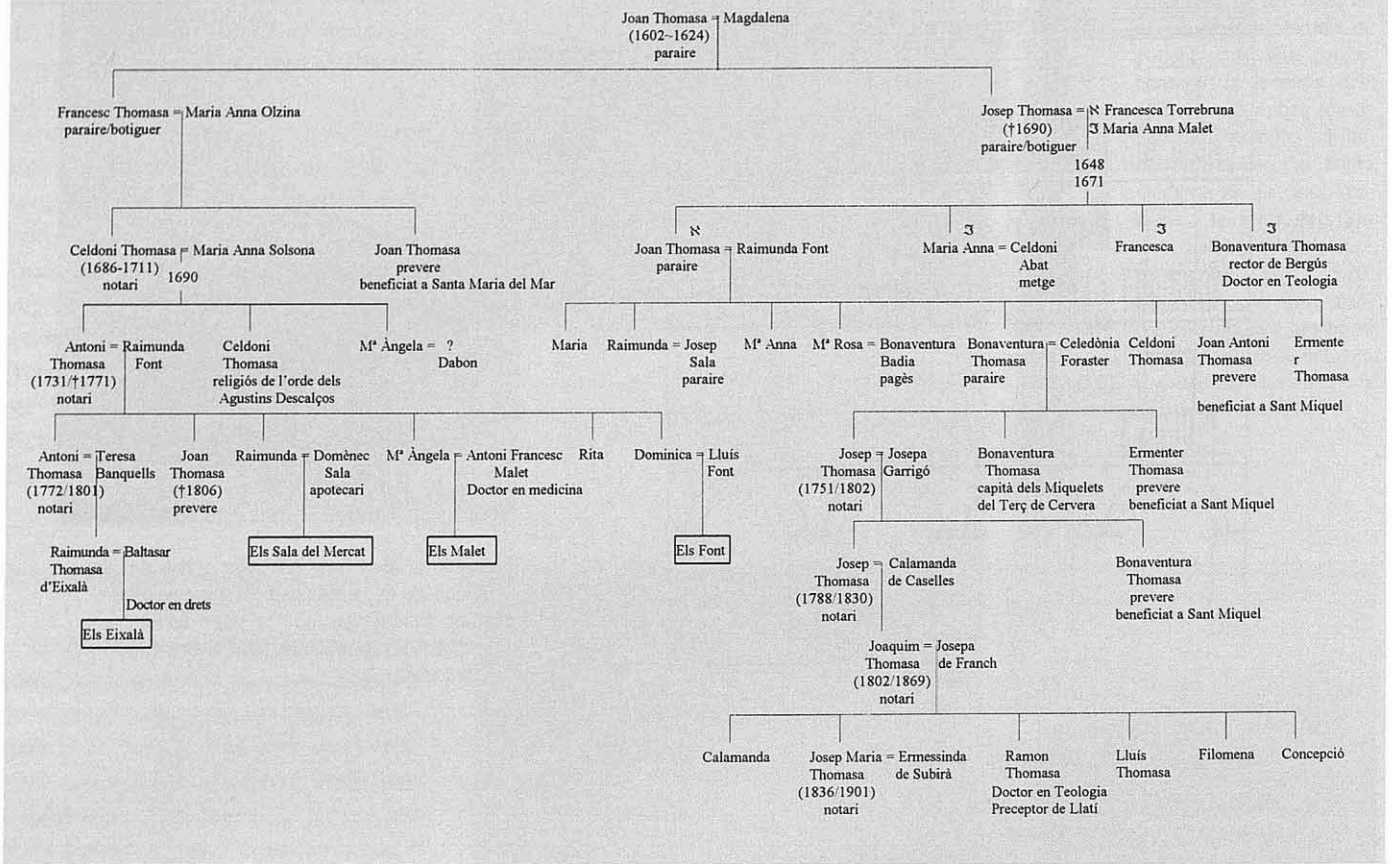 Joan Thomasa = Magdalena
(1602~1624)
paraire
Francesc Thomasa = Maria Anna Olzina
paraire/botiguer
Josep Thomasa = א Francesca Torrebruna
(†1690) ℑ Maria Anna Malet
paraire/botiguer
1648
1671
Celdoni Thomasa = Maria Anna Solsona
(1686-1711) 1690
notari
Joan Thomasa
prevere
beneficiat a Santa Maria del Mar
א
Joan Thomasa = Raimunda Font
paraire
ℑ
Maria Anna = Celdoni
Abat
metge
ℑ
Francesca
ℑ
Bonaventura Thomasa
rector de Bergús
Doctor en Teologia
Antoni = Raimunda
Thomasa Font
(1731/†1771)
notari
Celdoni
Thomasa
religiós de l'orde dels
Agustins Descalços
Mª Àngela = ?
Dabon
Maria
Raimunda = Josep
Sala
paraire
Mª Anna
Mª Rosa = Bonaventura
Badia
pagès
Bonaventura = Celedònia
Thomasa Foraster
paraire
Celdoni
Thomasa
Joan Antoni
Thomasa
prevere
beneficiat a Sant Miquel
Ermente
r
Thomasa
Antoni = Teresa
Thomasa Banquells
(1772/1801)
notari
Joan
Thomasa
(†1806)
prevere
Raimunda = Domènec
Sala
apotecari
Mª Àngela = Antoni Francesc
Malet
Doctor en medicina
Rita
Dominica = Lluís
Font
Josep = Josepa
Thomasa Garrigó
(1751/1802)
notari
Bonaventura
Thomasa
capità dels Miquelets
del Terç de Cervera
Ermenter
Thomasa
prevere
beneficiat a Sant Miquel
Raimunda = Baltasar
Thomasa
d'Eixalà
Doctor en drets
Els Eixalà
Els Sala del Mercat
Els Malet
Els Font
Josep = Calamanda
Thomasa de Caselles
(1788/1830)
notari
Bonaventura
Thomasa
prevere
beneficiat a Sant Miquel
Joaquim = Josepa
Thomasa de Franch
(1802/1869)
notari
Calamanda
Josep Maria = Ermessinda
Thomasa de Subirà
(1836/1901)
notari
Ramon
Thomasa
Doctor en Teologia
Preceptor de Llatí
Lluís
Thomasa
Filomena
Concepció